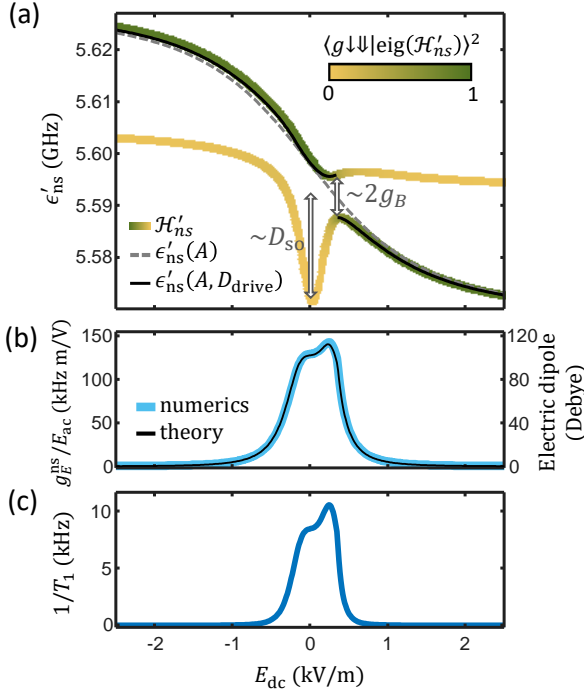 (a)
ϵ′ns (GHz)
5.62
5.61
5.60
5.59
5.58
⟨g↓⇓|eig(ℋ′ns)⟩²
0 1
~2gB
~Dso
ℋ′ns
ϵ′ns(A)
ϵ′ns(A, Ddrive)
(b)
gEns/Eac (kHz m/V)
150
100
50
0
numerics
theory
120
80
40
0
Electric dipole
(Debye)
(c)
1/T1
(kHz)
10
5
0
-2 -1 0 1 2
Edc (kV/m)